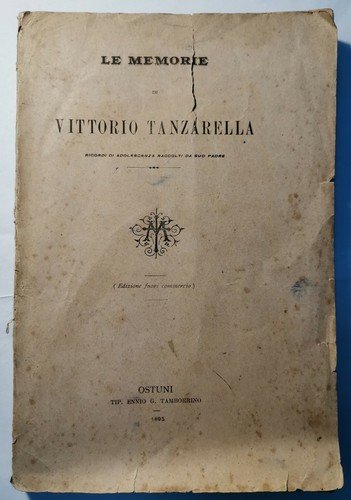 LE MEMORIE
DI
VITTORIO TANZARELLA
RICORDI DI ADOLESCENZA RACCOLTI DA SUO PADRE
( Edizione fuori commercio )
OSTUNI
TIP. ENNIO G. TAMBORRINO
1895